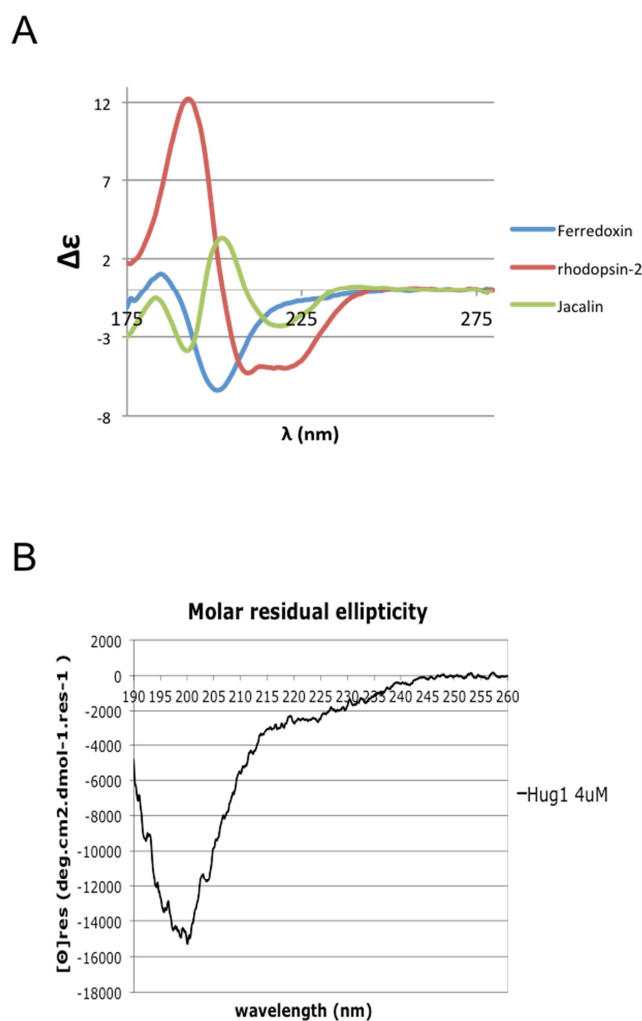 A
12
7
2
-3
-8
Δε
175
225
275
λ (nm)
Ferredoxin
rhodopsin-2
Jacalin
B
Molar residual ellipticity
2000
0
-2000
-4000
-6000
-8000
-10000
-12000
-14000
-16000
-18000
[Θ]res (deg.cm2.dmol-1.res-1 )
190 195 200 205 210 215 220 225 230 235 240 245 250 255 260
Hug1 4uM
wavelength (nm)